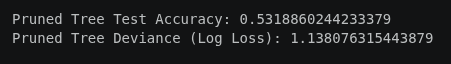 Pruned Tree Test Accuracy: 0.5318860244233379
Pruned Tree Deviance (Log Loss): 1.138076315443879